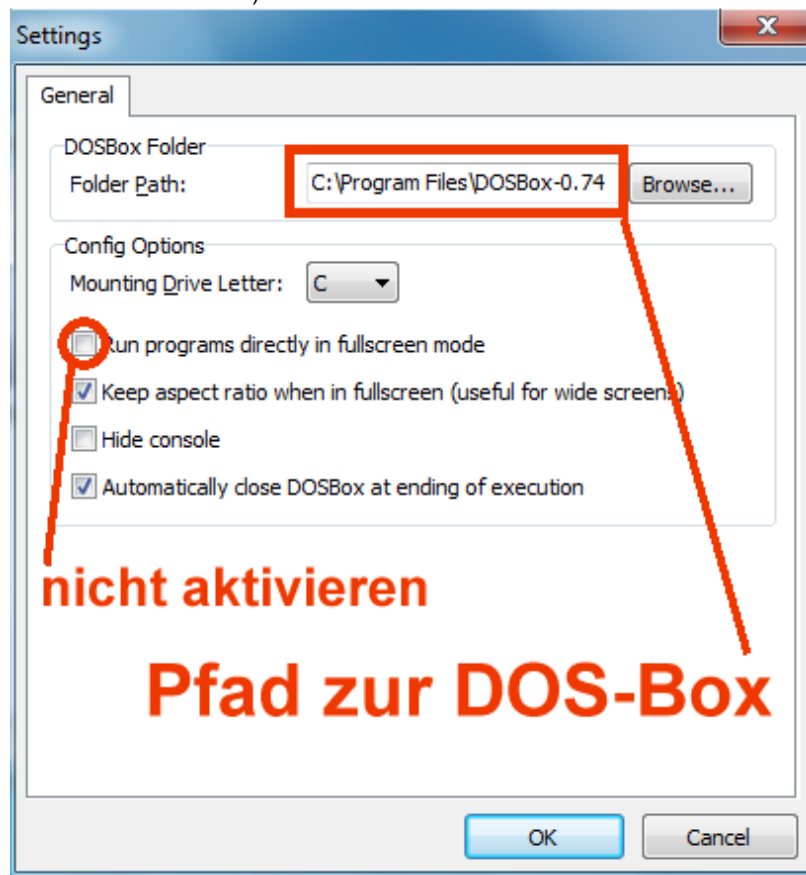 Settings
X
General
DOSBox Folder
Folder Path: C:\Program Files\DOSBox-0.74 Browse...
Config Options
Mounting Drive Letter: C
Run programs directly in fullscreen mode
Keep aspect ratio when in fullscreen (useful for wide screens)
Hide console
Automatically close DOSBox at ending of execution
nicht aktivieren
Pfad zur DOS-Box
OK Cancel